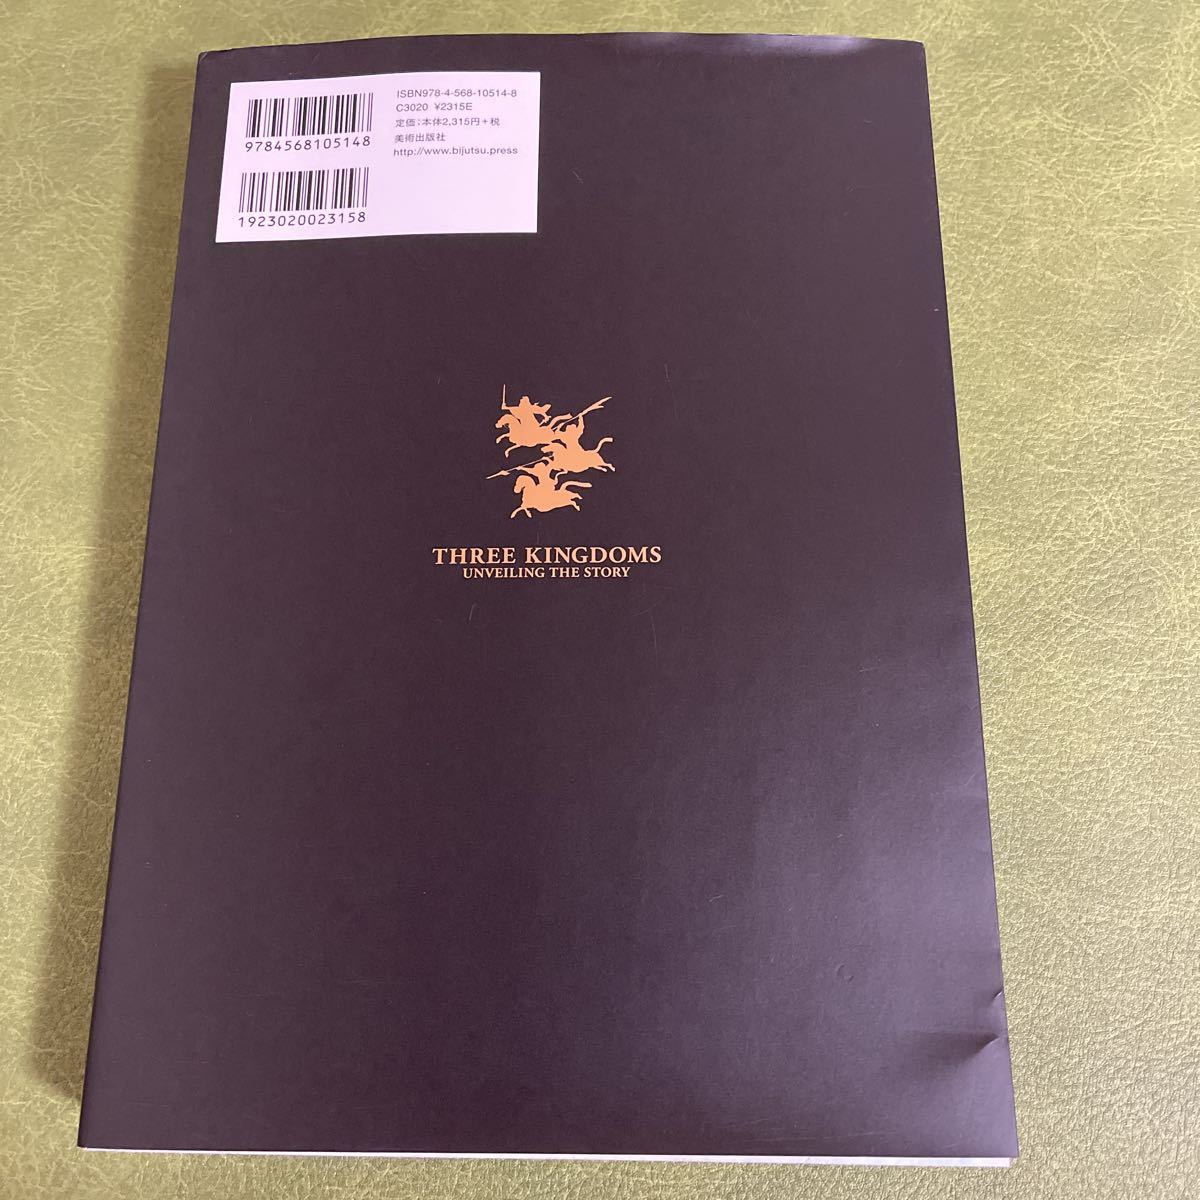 ISBN978-4-568-10514-8
C3020 ¥2315E
定価:本体2,315円+税
美術出版社
http://www.bijutsu.press
9784568105148
1923020023158
THREE KINGDOMS
UNVEILING THE STORY